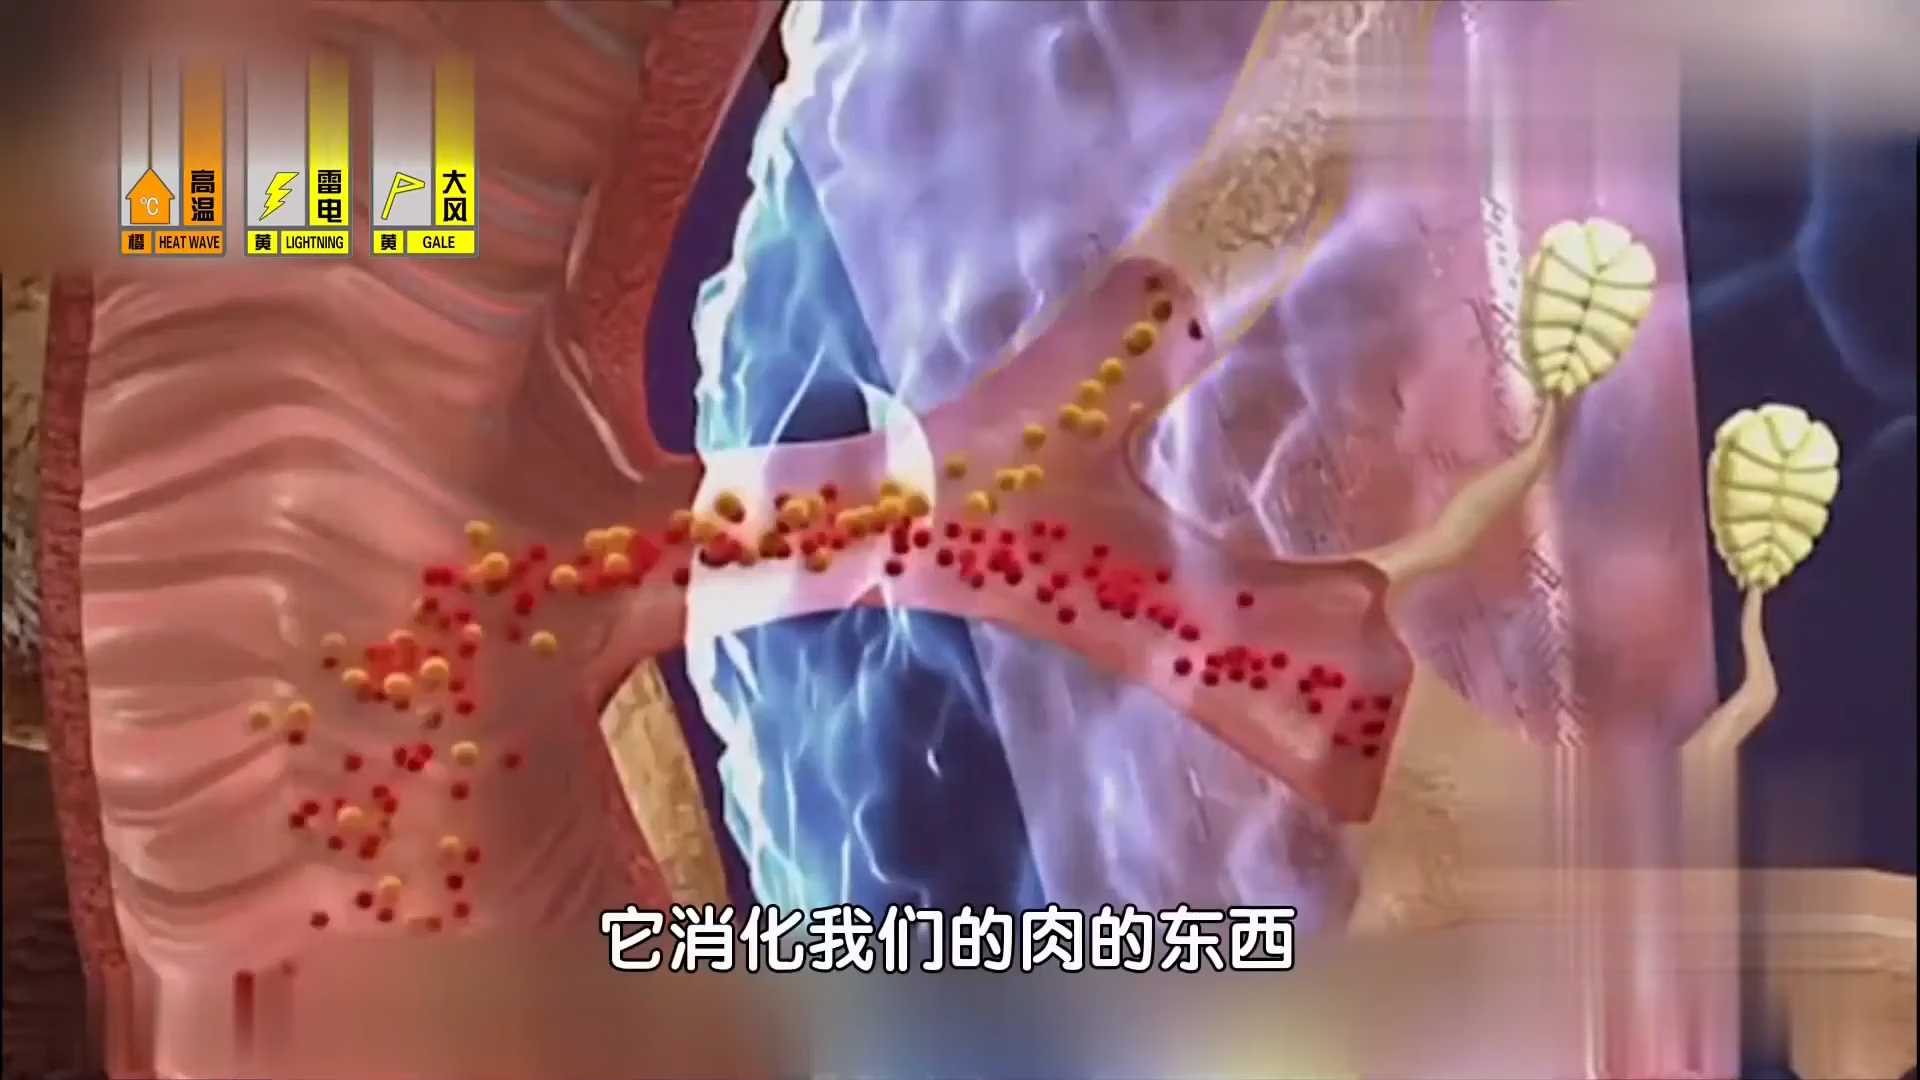 ℃
高温
橙 HEAT WAVE
雷电
黄 LIGHTNING
大风
黄 GALE
它消化我们的肉的东西